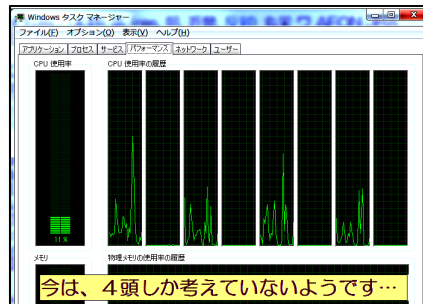 Windows タスク マネージャー
ファイル(F) オプション(O) 表示(V) ヘルプ(H)
アプリケーション プロセス サービス パフォーマンス ネットワーク ユーザー
CPU 使用率 CPU 使用率の履歴
11 %
メモリ 物理メモリの使用率の履歴
今は、４頭しか考えていないようです…